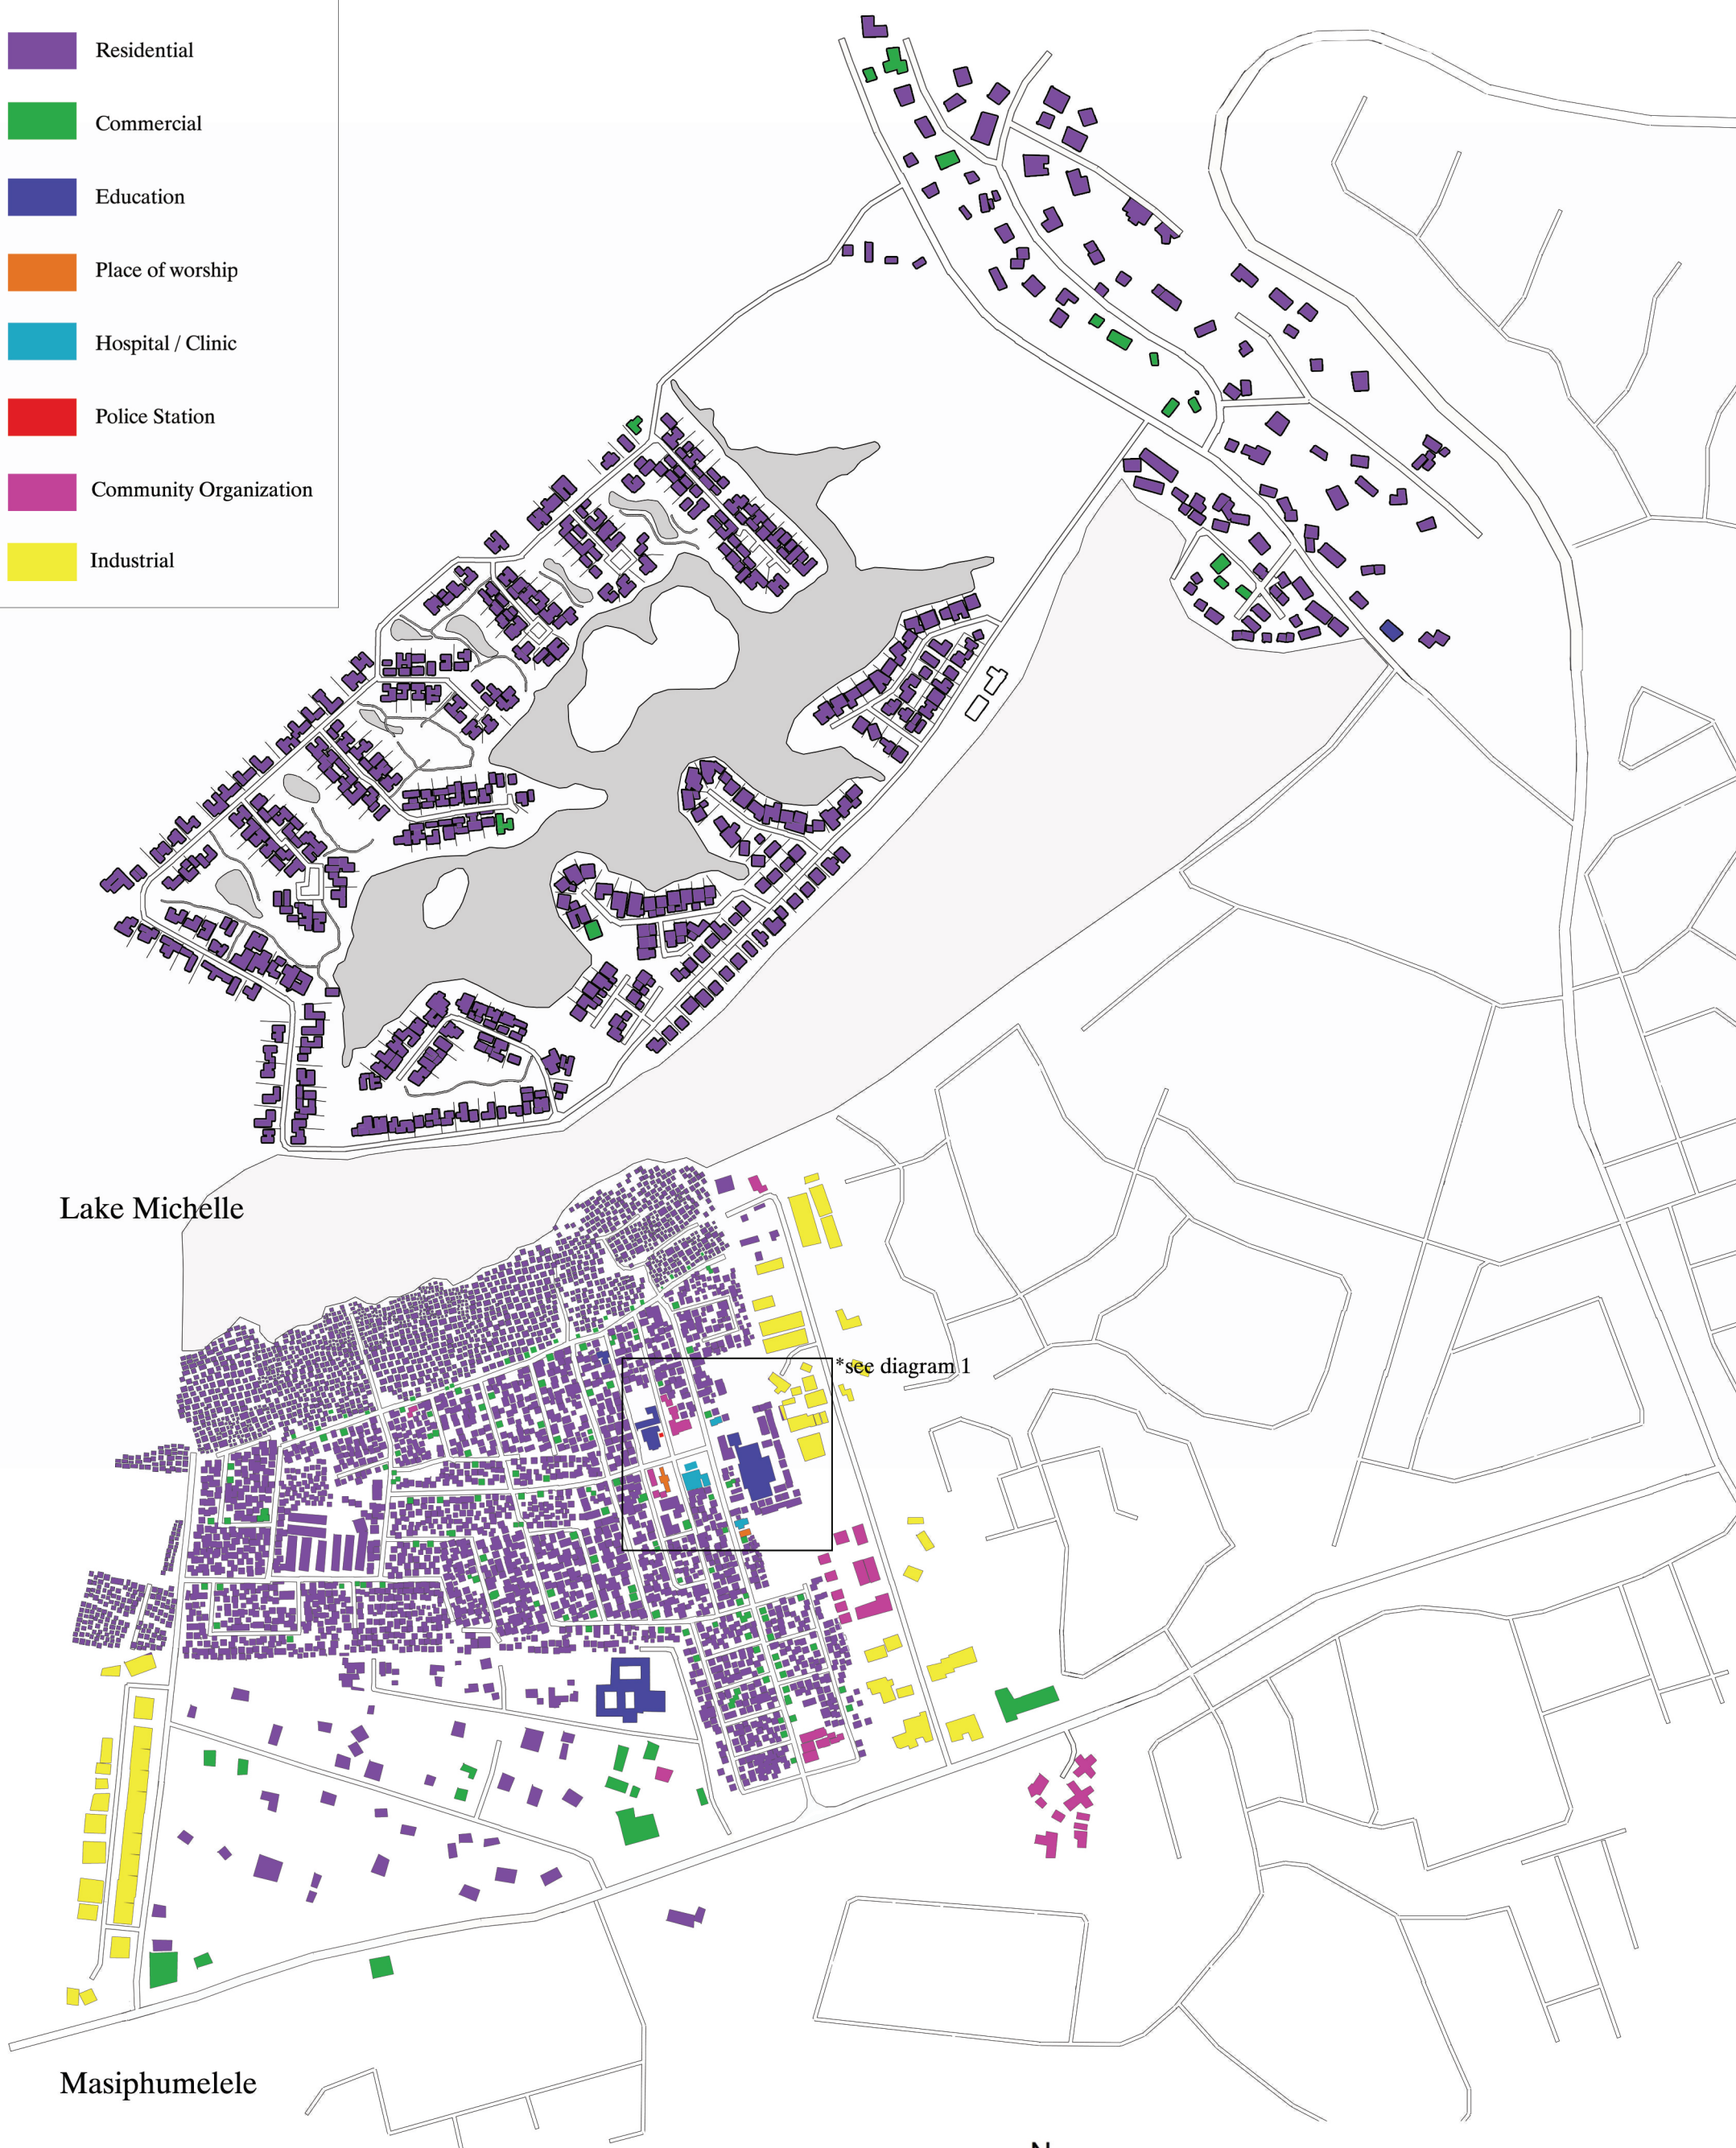 Residential
Commercial
Education
Place of worship
Hospital / Clinic
Police Station
Community Organization
Industrial
Lake Michelle
*see diagram 1
Masiphumelele
N